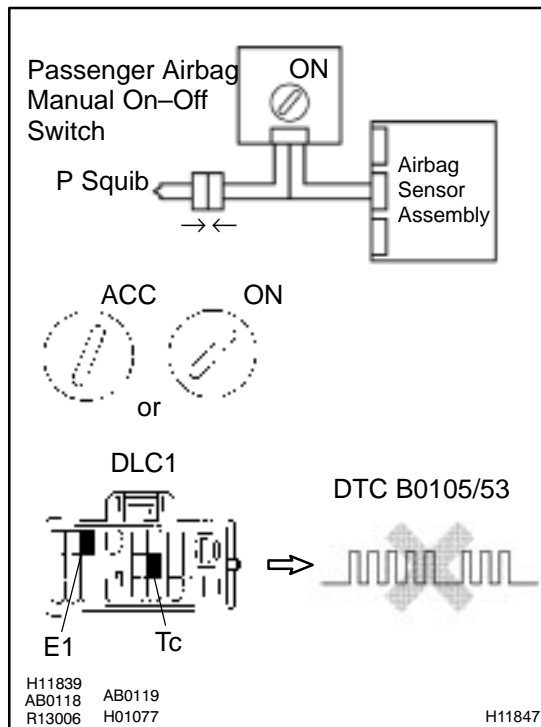 Passenger Airbag
Manual On–Off
Switch
ON
P Squib
Airbag
Sensor
Assembly
ACC
ON
or
DLC1
DTC B0105/53
E1
Tc
H11839
AB0118 AB0119
R13006 H01077
H11847